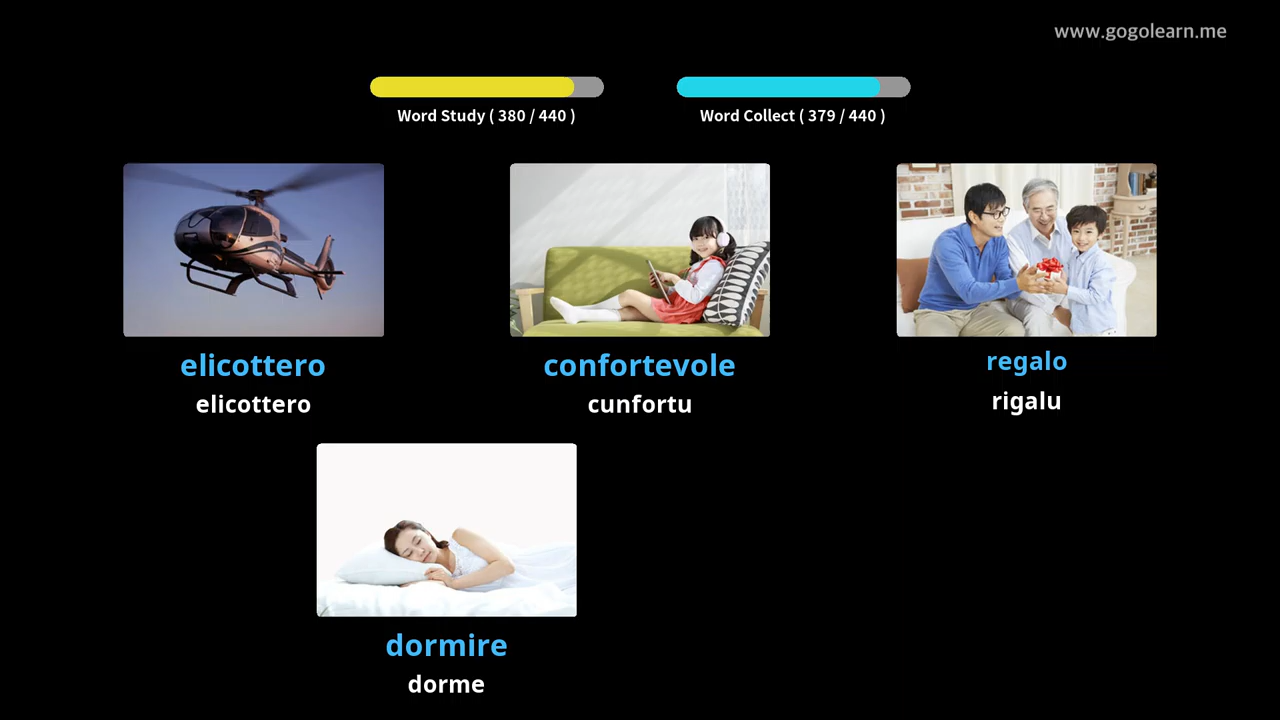 www.gogolearn.me
Word Study ( 380 / 440 )
Word Collect ( 379 / 440 )
elicottero
elicottero
confortevole
cunfortu
regalo
rigalu
dormire
dorme